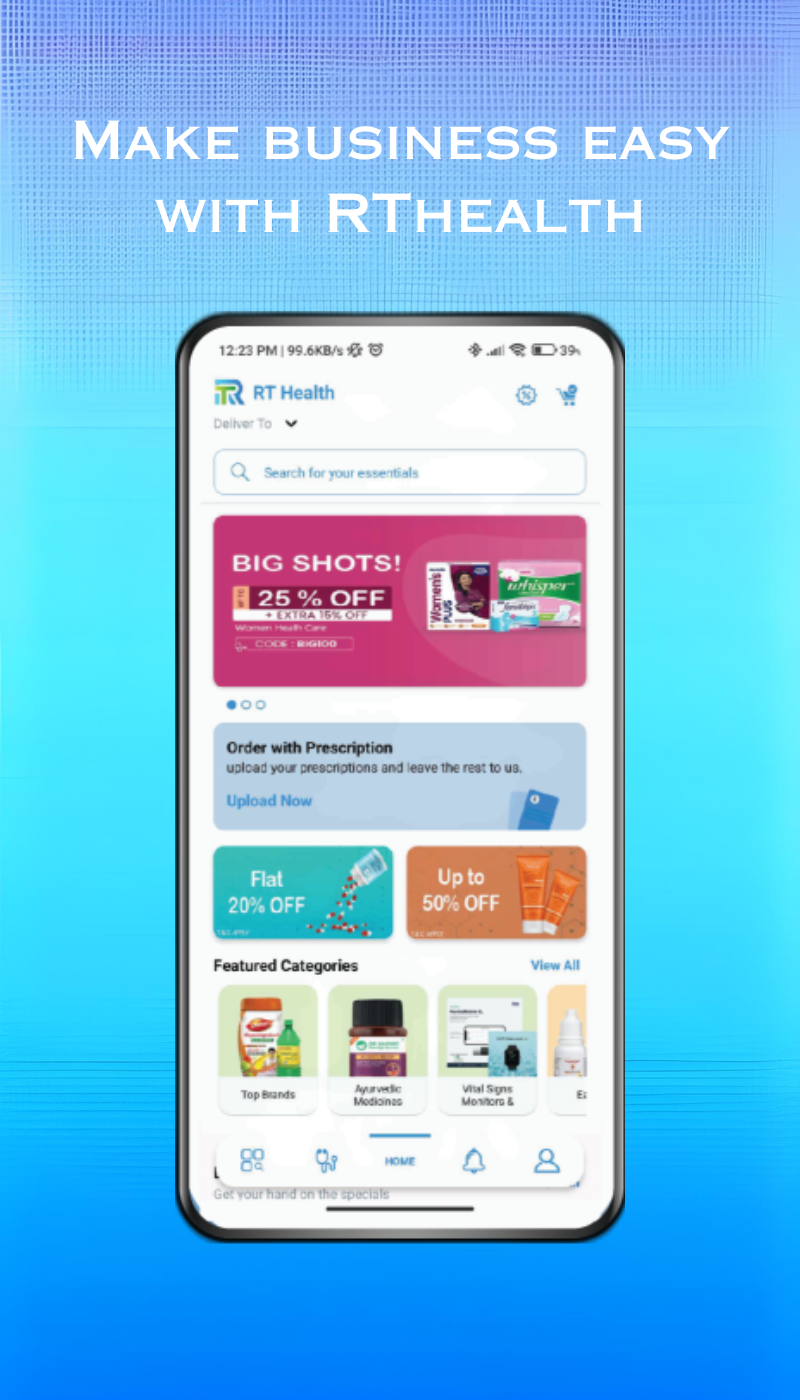 MAKE BUSINESS EASY
WITH RTHEALTH
12:23 PM | 99.6KB/s
39%
RT Health
Deliver To
Search for your essentials
BIG SHOTS!
UP TO
25 % OFF
+ EXTRA 15% OFF
Women Health Care
CODE : BIG100
Women's
PLUS
whisper
Order with Prescription
upload your prescriptions and leave the rest to us.
Upload Now
Flat
20% OFF
T&C APPLY
Up to
50% OFF
T&C APPLY
Featured Categories
View All
Top Brands
Ayurvedic
Medicines
Vital Signs
Monitors &
Ea
HOME
Get your hand on the specials